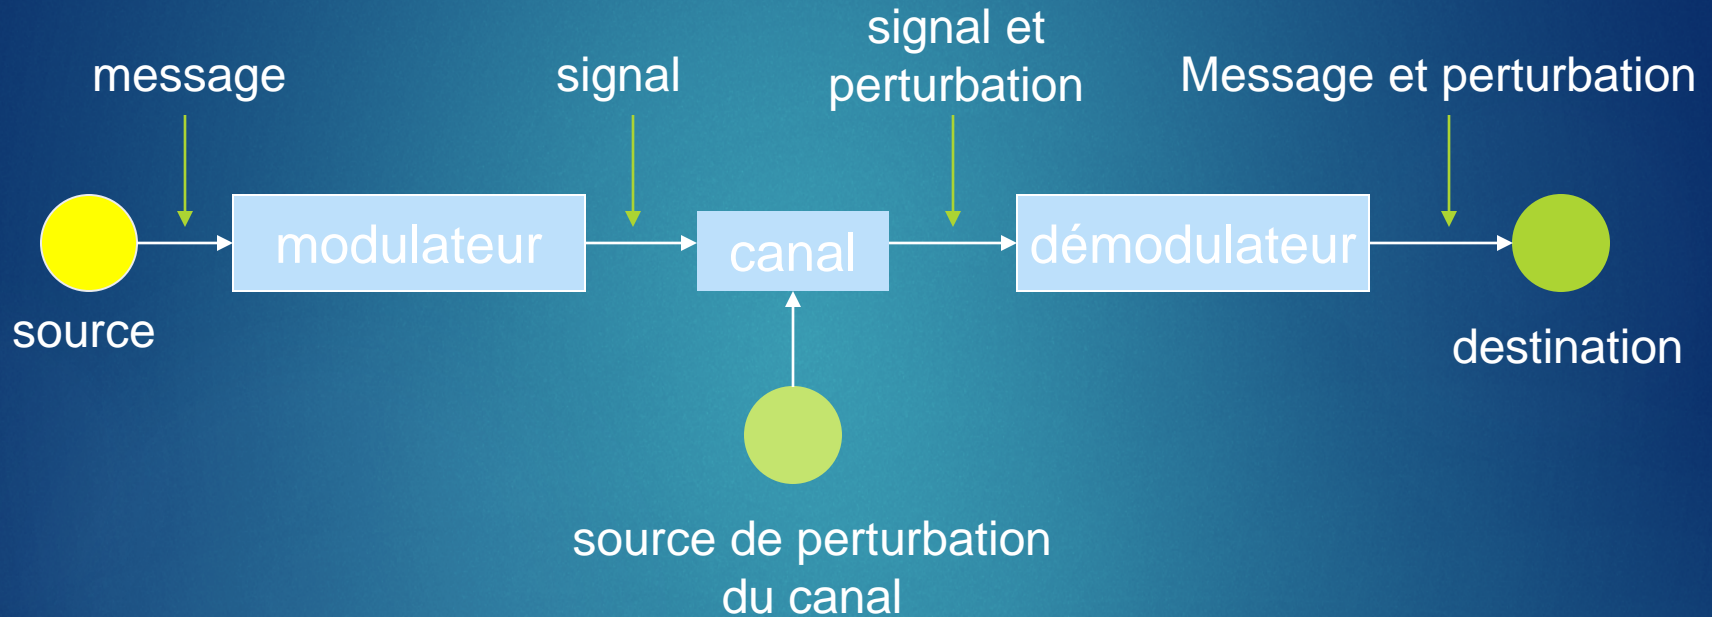 message
signal
signal et
perturbation
Message et perturbation
modulateur
canal
démodulateur
source
destination
source de perturbation
du canal